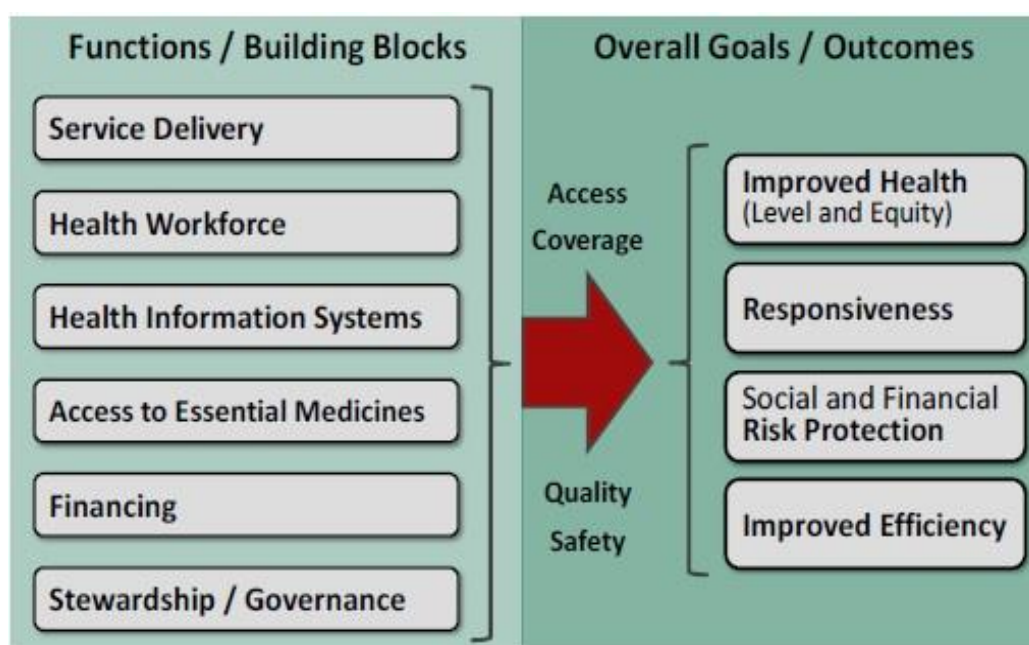 Functions / Building Blocks
Service Delivery
Health Workforce
Health Information Systems
Access to Essential Medicines
Financing
Stewardship / Governance
Overall Goals / Outcomes
Access
Coverage
Quality
Safety
Improved Health
(Level and Equity)
Responsiveness
Social and Financial
Risk Protection
Improved Efficiency